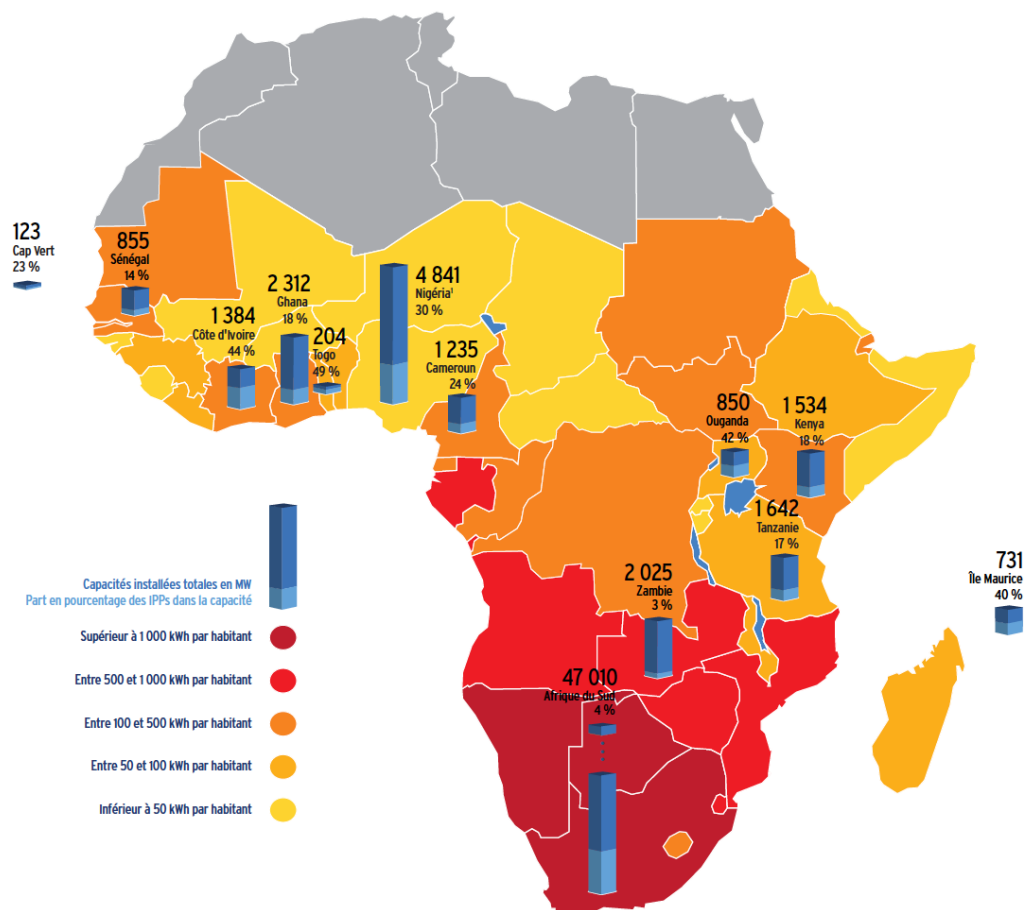 123
Cap Vert
23 %
855
Sénégal
14 %
1 384
Côte d'Ivoire
44 %
2 312
Ghana
18 %
204
Togo
49 %
4 841
Nigéria¹
30 %
1 235
Cameroun
24 %
850
Ouganda
42 %
1 534
Kenya
18 %
1 642
Tanzanie
17 %
731
Île Maurice
40 %
2 025
Zambie
3 %
47 010
Afrique du Sud
4 %
Capacités installées totales en MW
Part en pourcentage des IPPs dans la capacité
Supérieur à 1 000 kWh par habitant
Entre 500 et 1 000 kWh par habitant
Entre 100 et 500 kWh par habitant
Entre 50 et 100 kWh par habitant
Inférieur à 50 kWh par habitant